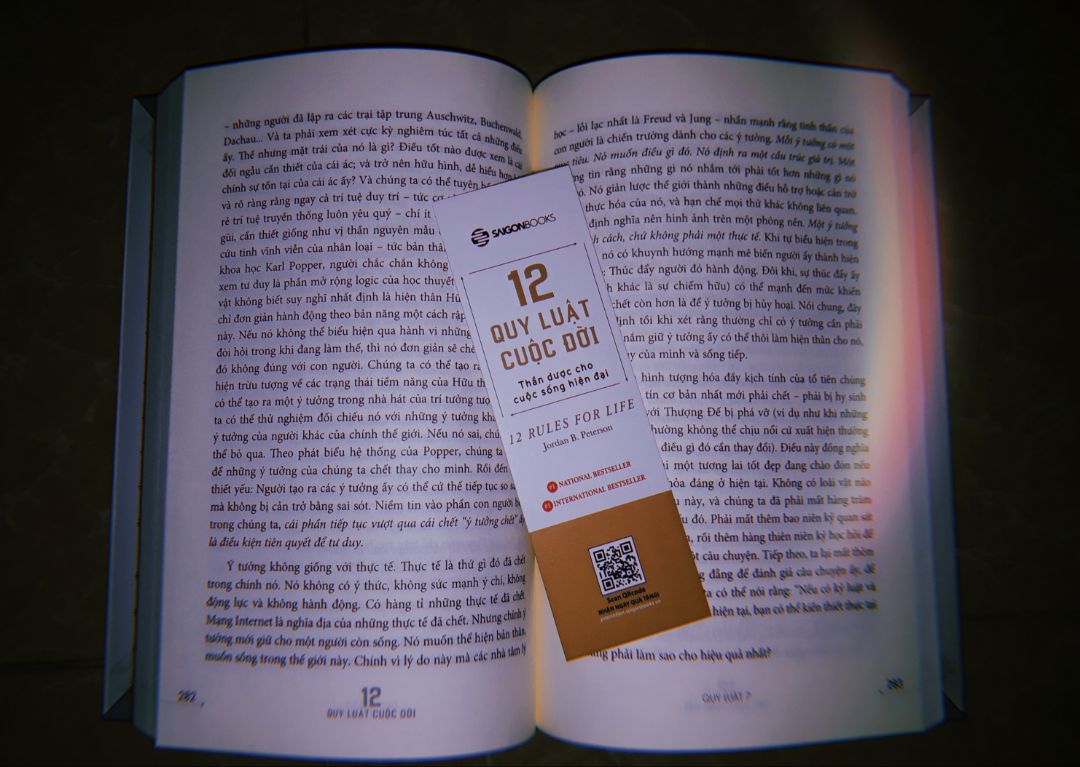 – những người đã lập ra các trại tập trung Auschwitz, Buchenwald,
Dachau... Và ta phải xem xét cực kỳ nghiêm túc tất cả những điều
ấy. Thế nhưng mặt trái của nó là gì? Điều tốt nào được xem là cái
đối ngẫu cần thiết của cái ác; và trở nên hữu hình, dễ hiểu hơn
chính sự tồn tại của cái ác ấy? Và chúng ta có thể tuyên
và rõ ràng rằng ngay cả trí tuệ duy trì – tức
rẻ trí tuệ truyền thống luôn yêu quý – chí ít
gũi, cần thiết giống như vị thần nguyên mẫu
cứu tinh vĩnh viễn của nhân loại – tức bản
khoa học Karl Popper, người chắc chắn không
xem tư duy là phần mở rộng logic của học thuyết
vật không biết suy nghĩ nhất định là hiện thân
chỉ đơn giản hành động theo bản năng một cách rập
này. Nếu nó không thể biểu hiện qua hành vi những
đòi hỏi trong khi đang làm thế, thì nó đơn giản sẽ
đó không đúng với con người. Chúng ta có thể tạo
hiện trừu tượng về các trạng thái tiềm năng của Hữu
có thể tạo ra một ý tưởng trong nhà hát của trí tưởng
ta có thể thử nghiệm đối chiếu nó với những ý tưởng
ý tưởng của người khác của chính thế giới. Nếu nó sai,
thể bỏ qua. Theo phát biểu hệ thống của Popper, chúng ta
để những ý tưởng của chúng ta chết thay cho mình. Rồi đến
thiết yếu: Người tạo ra các ý tưởng ấy có thể cứ thế tiếp tục so
mà không bị cản trở bằng sai sót. Niềm tin vào phần con người
trong chúng ta, cái phần tiếp tục vượt qua cái chết "ý tưởng chết" ấy
là điều kiện tiên quyết để tư duy.
Ý tưởng không giống với thực tế. Thực tế là thứ gì đó đã chết
trong chính nó. Nó không có ý thức, không sức mạnh ý chí, không
động lực và không hành động. Có hàng tỉ những thực tế đã chết.
Mạng Internet là nghĩa địa của những thực tế đã chết. Nhưng chính ý
tưởng mới giữ cho một người còn sống. Nó muốn thể hiện bản thân,
muốn sống trong thế giới này. Chính vì lý do này mà các nhà tâm lý
282
12
QUY LUẬT CUỘC ĐỜI
SAIGONBOOKS
12
QUY LUẬT
CUỘC ĐỜI
Thần dược cho
cuộc sống hiện đại
12 RULES FOR LIFE
Jordan B. Peterson
#1 NATIONAL BESTSELLER
#1 INTERNATIONAL BESTSELLER
Scan QRcode
NHẬN NGAY QUÀ TẶNG!
học – lỗi lạc nhất là Freud và Jung – nhấn mạnh rằng tinh thần của
con người là chiến trường dành cho các ý tưởng. Mỗi ý tưởng có một
tiêu. Nó muốn điều gì đó. Nó định ra một cấu trúc giá trị. Một
tin rằng những gì nó nhắm tới phải tốt hơn những gì nó
Nó giản lược thế giới thành những điều hỗ trợ hoặc cản trở
thực hóa của nó, và hạn chế mọi thứ khác không liên quan.
định nghĩa nên hình ảnh trên một phông nền. Một ý tưởng
cách, chứ không phải một thực tế. Khi tự biểu hiện trong
nó có khuynh hướng mạnh mẽ biến người ấy thành hiện
Thúc đẩy người đó hành động. Đôi khi, sự thúc đẩy ấy
khác là sự chiếm hữu) có thể mạnh đến mức khiến
chết còn hơn là để ý tưởng bị hủy hoại. Nói chung, đây
định tồi khi xét rằng thường chỉ có ý tưởng cần phải
nắm giữ ý tưởng ấy có thể thôi làm hiện thân cho nó,
của mình và sống tiếp.
hình tượng hóa đầy kịch tính của tổ tiên chúng
tin cơ bản nhất mới phải chết – phải bị hy sinh
với Thượng Đế bị phá vỡ (ví dụ như khi những
thường không thể chịu nổi cứ xuất hiện thường
điều gì đó cần thay đổi). Điều này đồng nghĩa
một tương lai tốt đẹp đang chào đón nếu
đáng ở hiện tại. Không có loài vật nào
này, và chúng ta đã phải mất hàng trăm
đó. Phải mất thêm bao niên kỷ quan sát
rồi thêm hàng thiên niên kỷ học hỏi để
câu chuyện. Tiếp theo, ta lại mất thêm
đẵng để đánh giá câu chuyện ấy, để
có thể nói rằng: "Nếu có kỷ luật và
hiện tại, bạn có thể kiến thiết thực tại
phải làm sao cho hiệu quả nhất?
QUY LUẬT 7
283